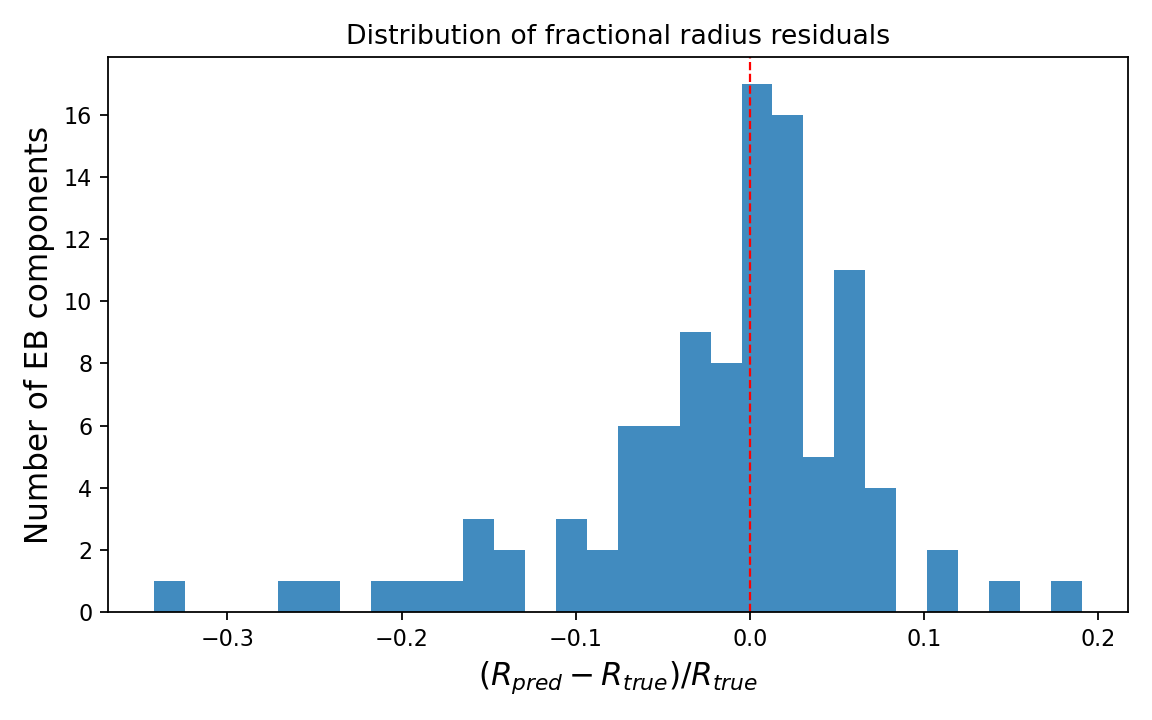 Distribution of fractional radius residuals
Number of EB components
16
14
12
10
8
6
4
2
0
−0.3 −0.2 −0.1 0.0 0.1 0.2
(R_pred − R_true)/R_true